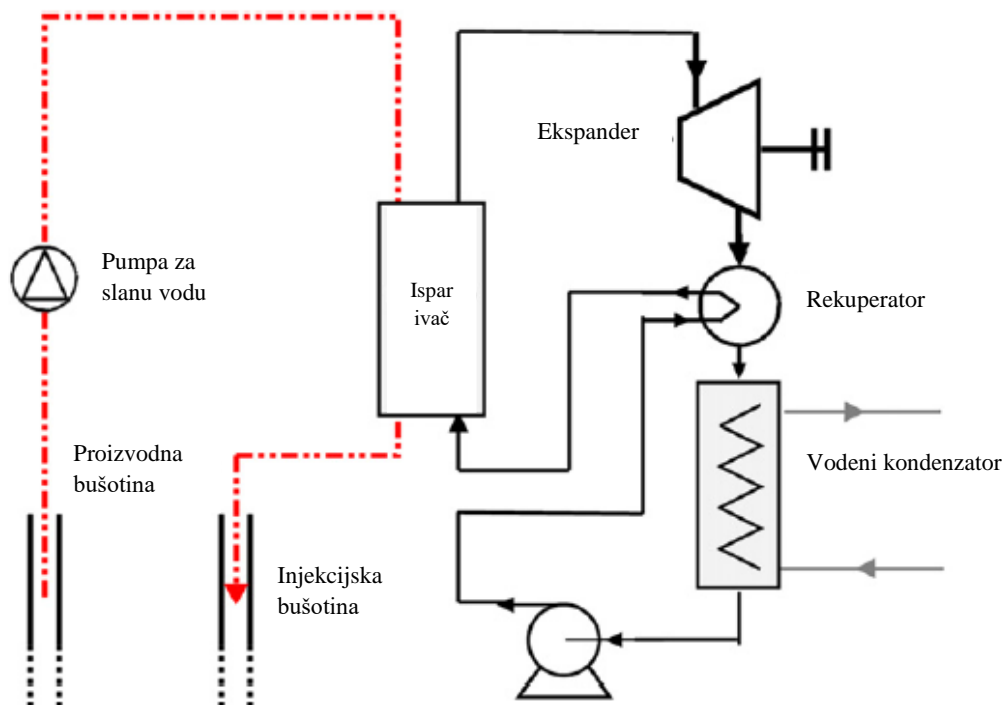 Ekspander
Pumpa za
slanu vodu
Ispar
ivač
Rekuperator
Proizvodna
bušotina
Vodeni kondenzator
Injekcijska
bušotina